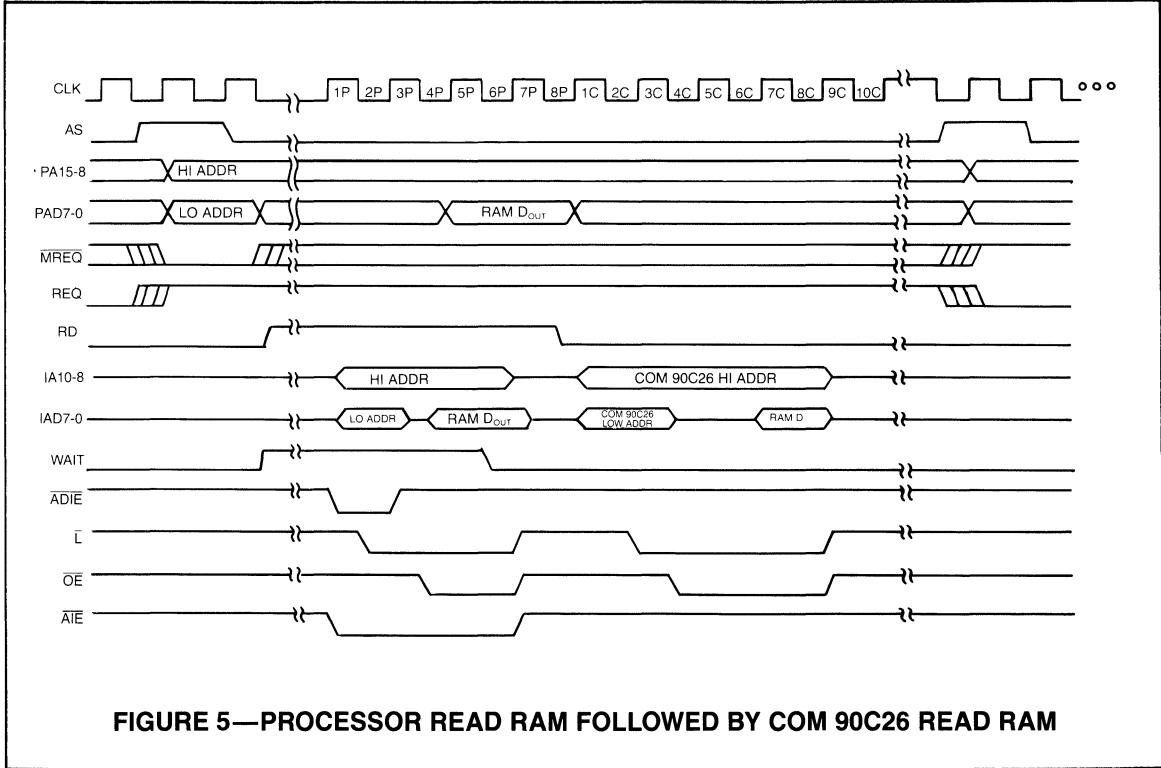 CLK 1P 2P 3P 4P 5P 6P 7P 8P 1C 2C 3C 4C 5C 6C 7C 8C 9C 10C
AS
PA15-8 HI ADDR
PAD7-0 LO ADDR RAM DOUT
MREQ
REQ
RD
IA10-8 HI ADDR COM 90C26 HI ADDR
IAD7-0 LO ADDR RAM DOUT COM 90C26 LOW ADDR RAM D
WAIT
ADIE
L
OE
AIE
FIGURE 5—PROCESSOR READ RAM FOLLOWED BY COM 90C26 READ RAM